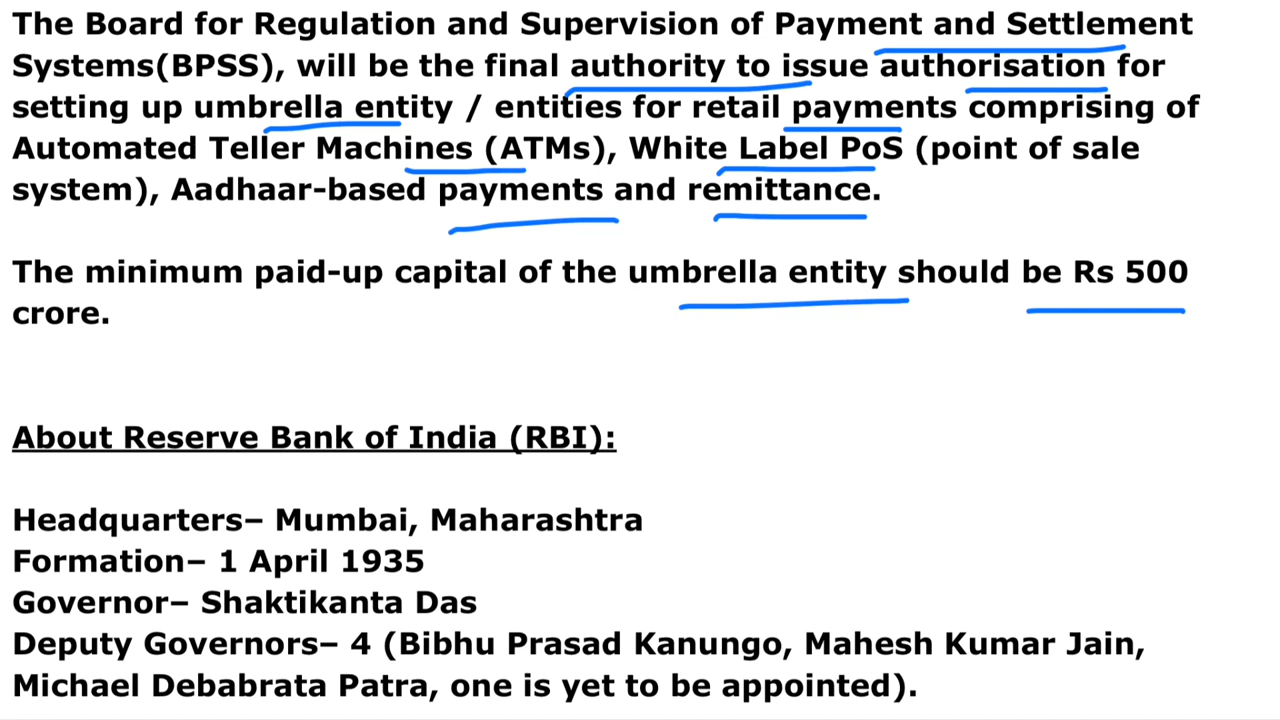 The Board for Regulation and Supervision of Payment and Settlement
Systems(BPSS), will be the final authority to issue authorisation for
setting up umbrella entity / entities for retail payments comprising of
Automated Teller Machines (ATMs), White Label PoS (point of sale
system), Aadhaar-based payments and remittance.
The minimum paid-up capital of the umbrella entity should be Rs 500
crore.
About Reserve Bank of India (RBI):
Headquarters– Mumbai, Maharashtra
Formation– 1 April 1935
Governor– Shaktikanta Das
Deputy Governors– 4 (Bibhu Prasad Kanungo, Mahesh Kumar Jain,
Michael Debabrata Patra, one is yet to be appointed).